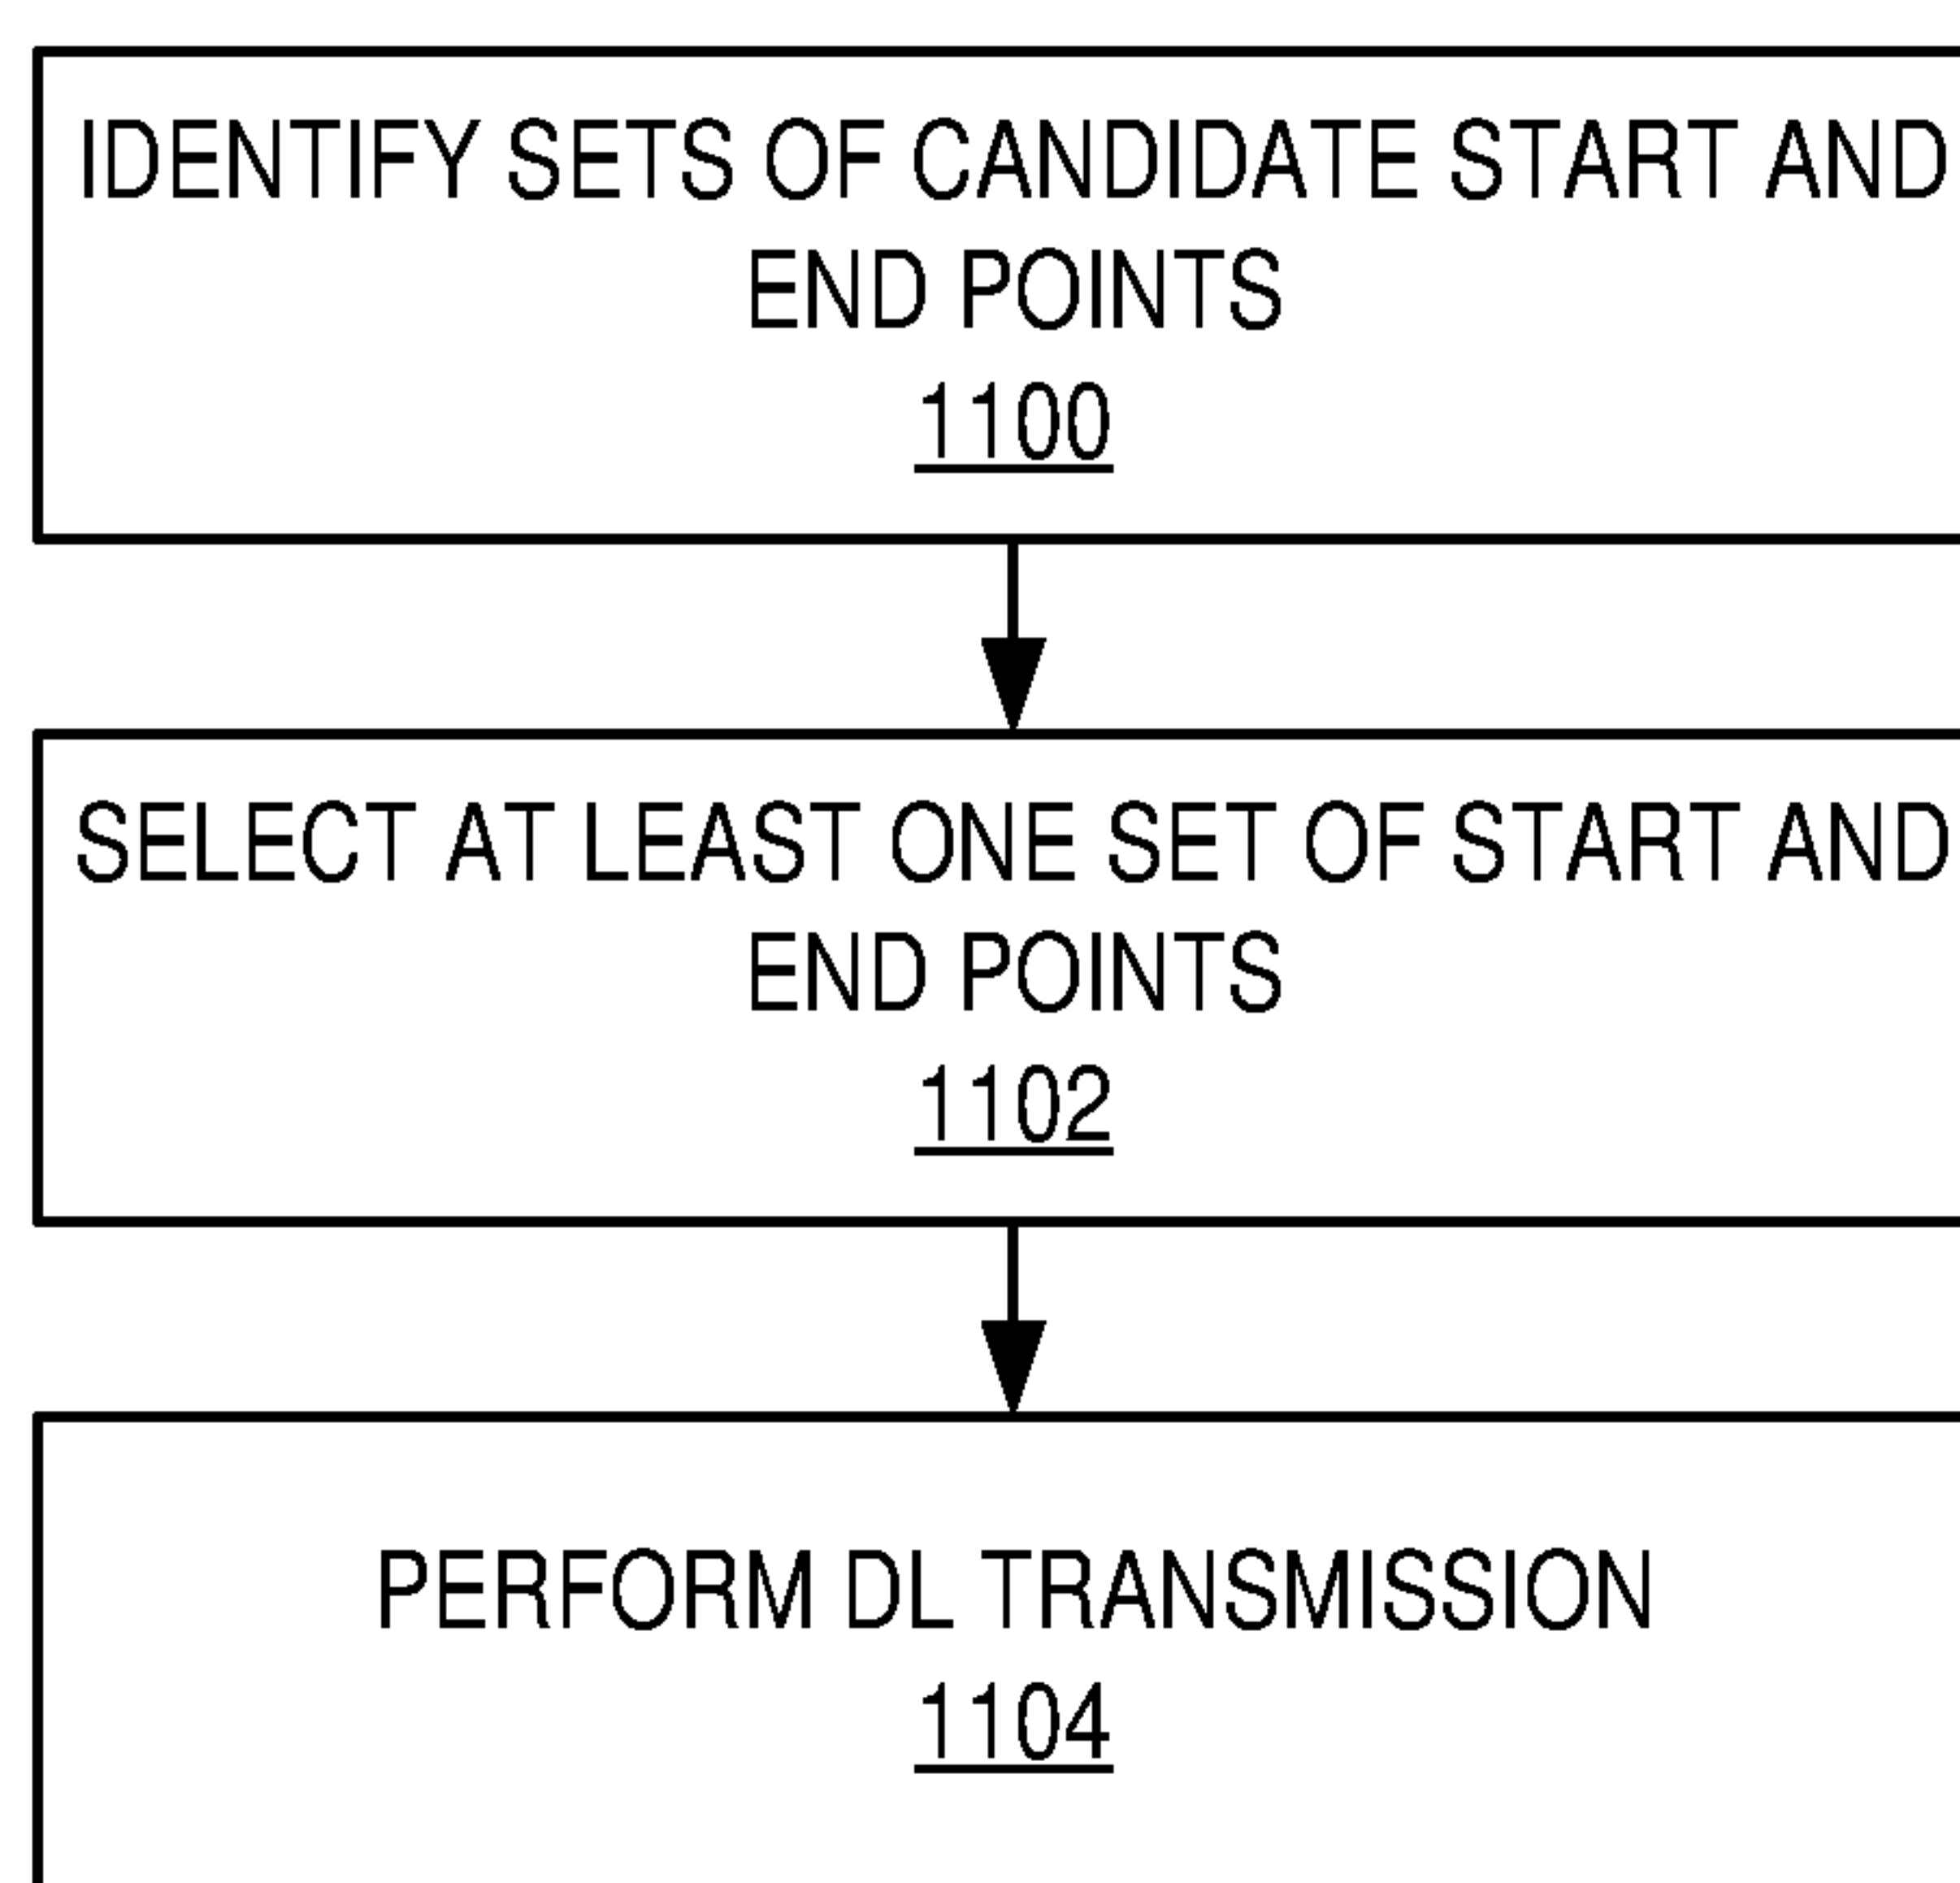 IDENTIFY SETS OF CANDIDATE START AND
END POINTS
1100
SELECT AT LEAST ONE SET OF START AND
END POINTS
1102
PERFORM DL TRANSMISSION
1104